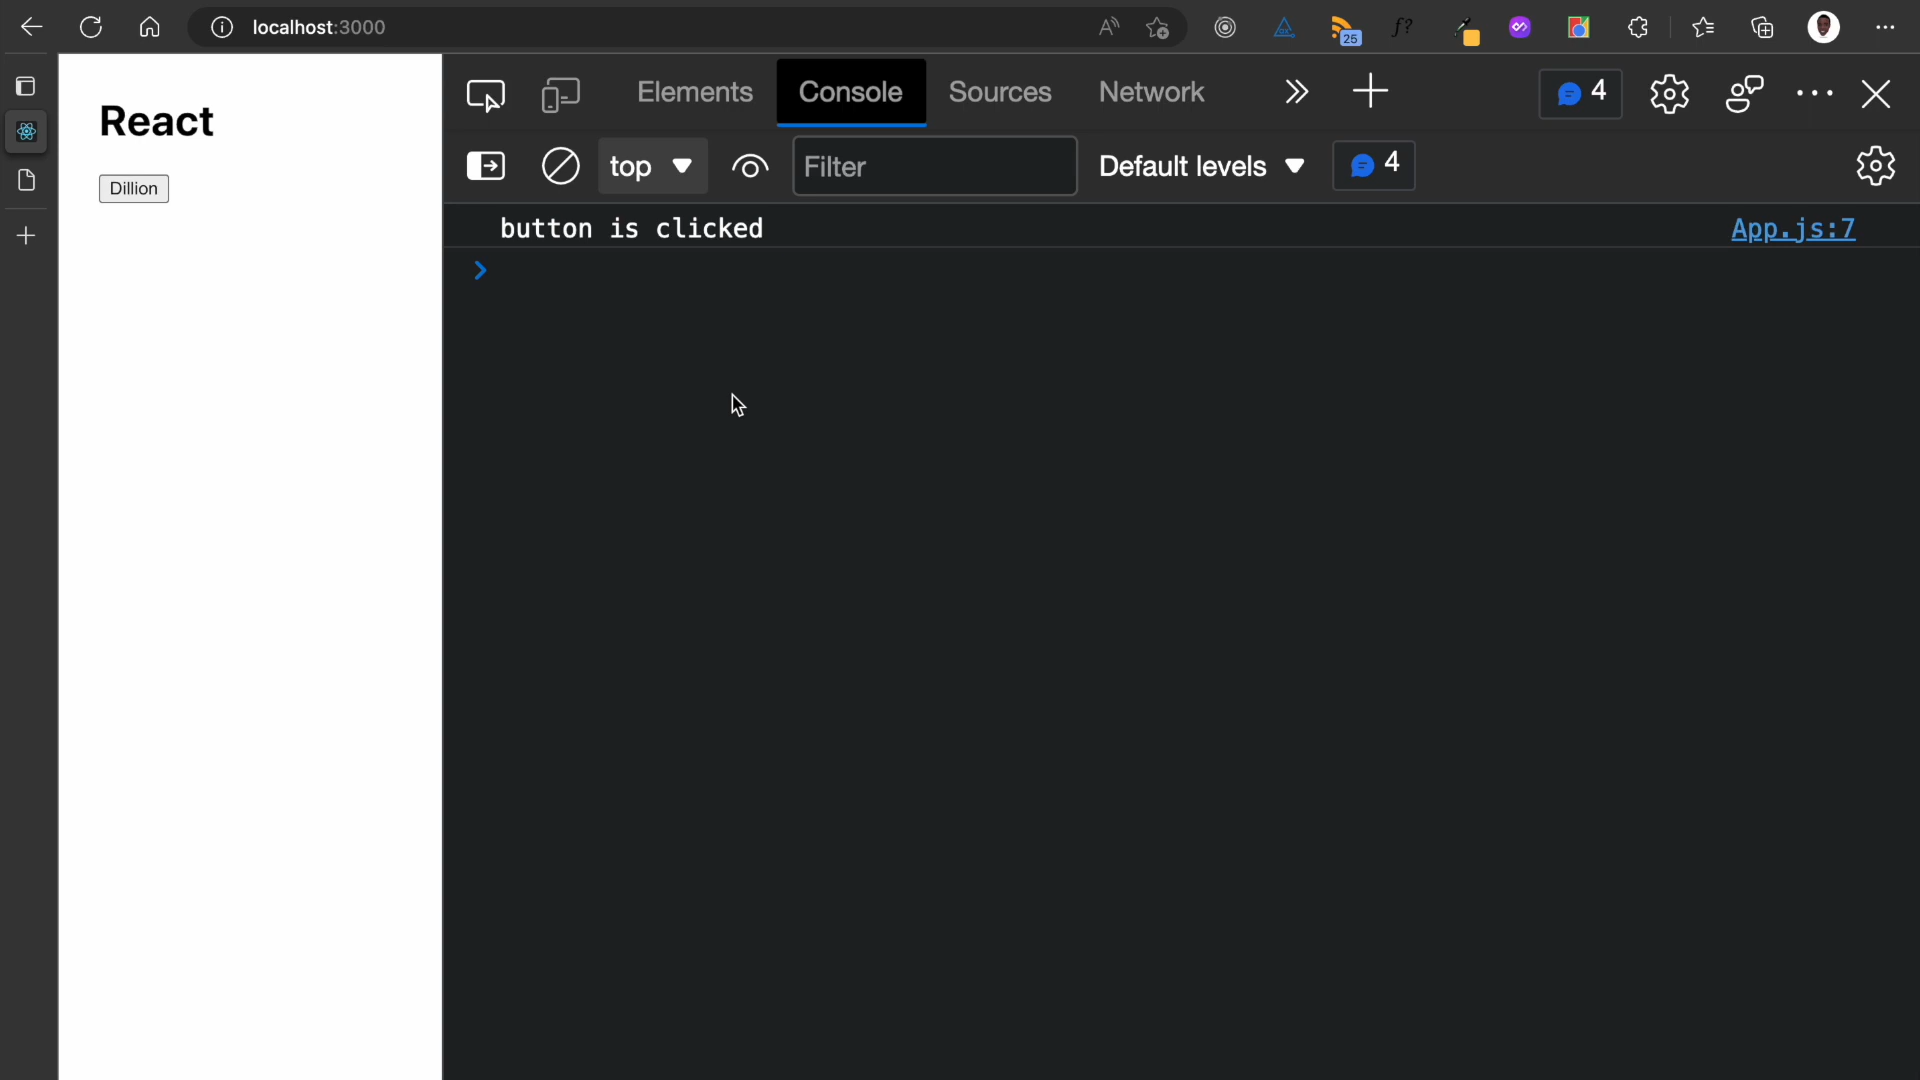 localhost:3000
A
25
f?
React
Dillion
Elements
Console
Sources
Network
4
top
Filter
Default levels
4
button is clicked
App.js:7